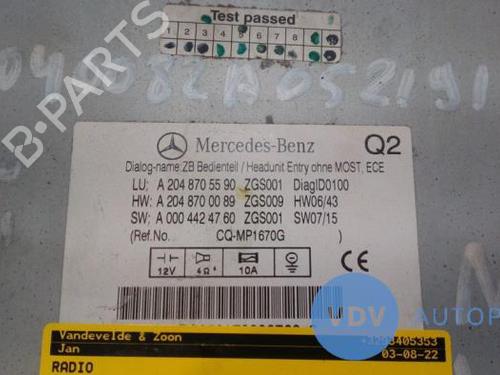 Test passed
1 2 3 4 5 6 7 8
B-PARTS
Mercedes-Benz Q2
Dialog-name: ZB Bedienteil / Headunit Entry ohne MOST, ECE
LU: A 204 870 55 90 ZGS001 DiagID0100
HW: A 204 870 00 89 ZGS009 HW06/43
SW: A 000 442 47 60 ZGS001 SW07/15
(Ref.No. CQ-MP1670G )
12V 4Ω 10A CE
VDV AUTOP
Vandevelde & Zoon +3293405353
Jan 03-08-22
RADIO